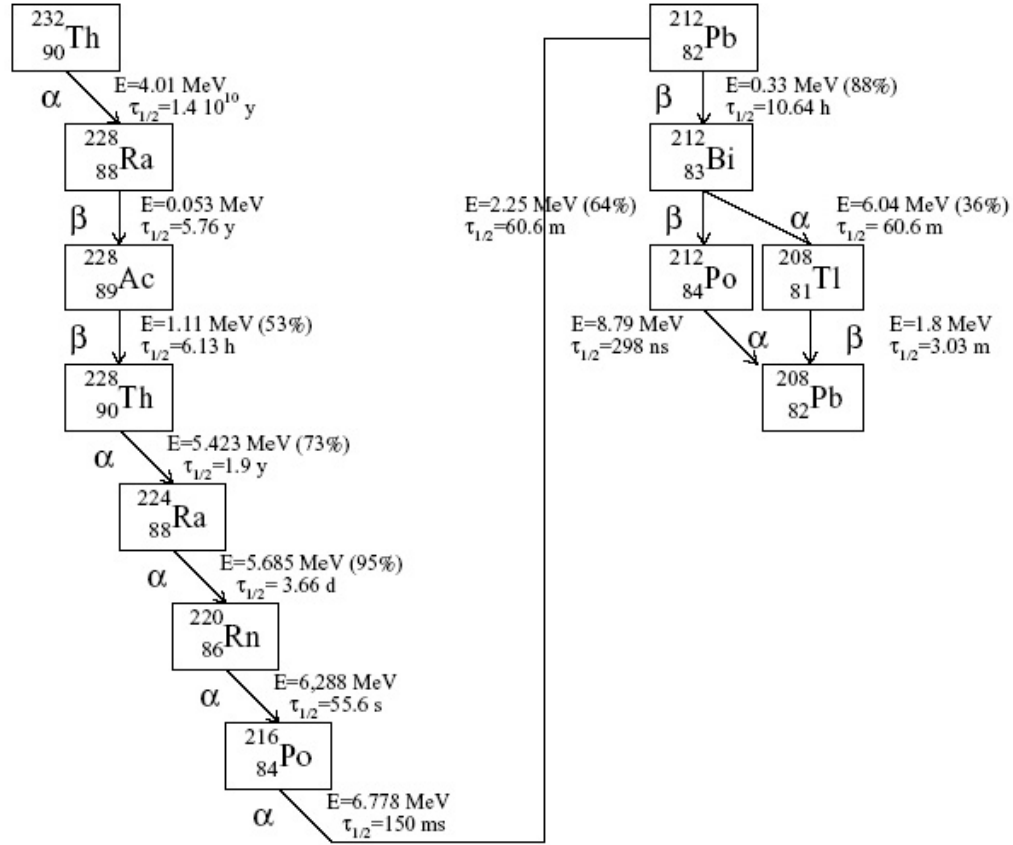 232
90Th
α
E=4.01 MeV
τ1/2=1.4 10^10 y
228
88Ra
β
E=0.053 MeV
τ1/2=5.76 y
228
89Ac
β
E=1.11 MeV (53%)
τ1/2=6.13 h
228
90Th
α
E=5.423 MeV (73%)
τ1/2=1.9 y
224
88Ra
α
E=5.685 MeV (95%)
τ1/2= 3.66 d
220
86Rn
α
E=6,288 MeV
τ1/2=55.6 s
216
84Po
α
E=6.778 MeV
τ1/2=150 ms
212
82Pb
β
E=0.33 MeV (88%)
τ1/2=10.64 h
212
83Bi
E=2.25 MeV (64%)
τ1/2=60.6 m
β
α
E=6.04 MeV (36%)
τ1/2= 60.6 m
212
84Po
208
81Tl
E=8.79 MeV
τ1/2=298 ns
α
β
E=1.8 MeV
τ1/2=3.03 m
208
82Pb